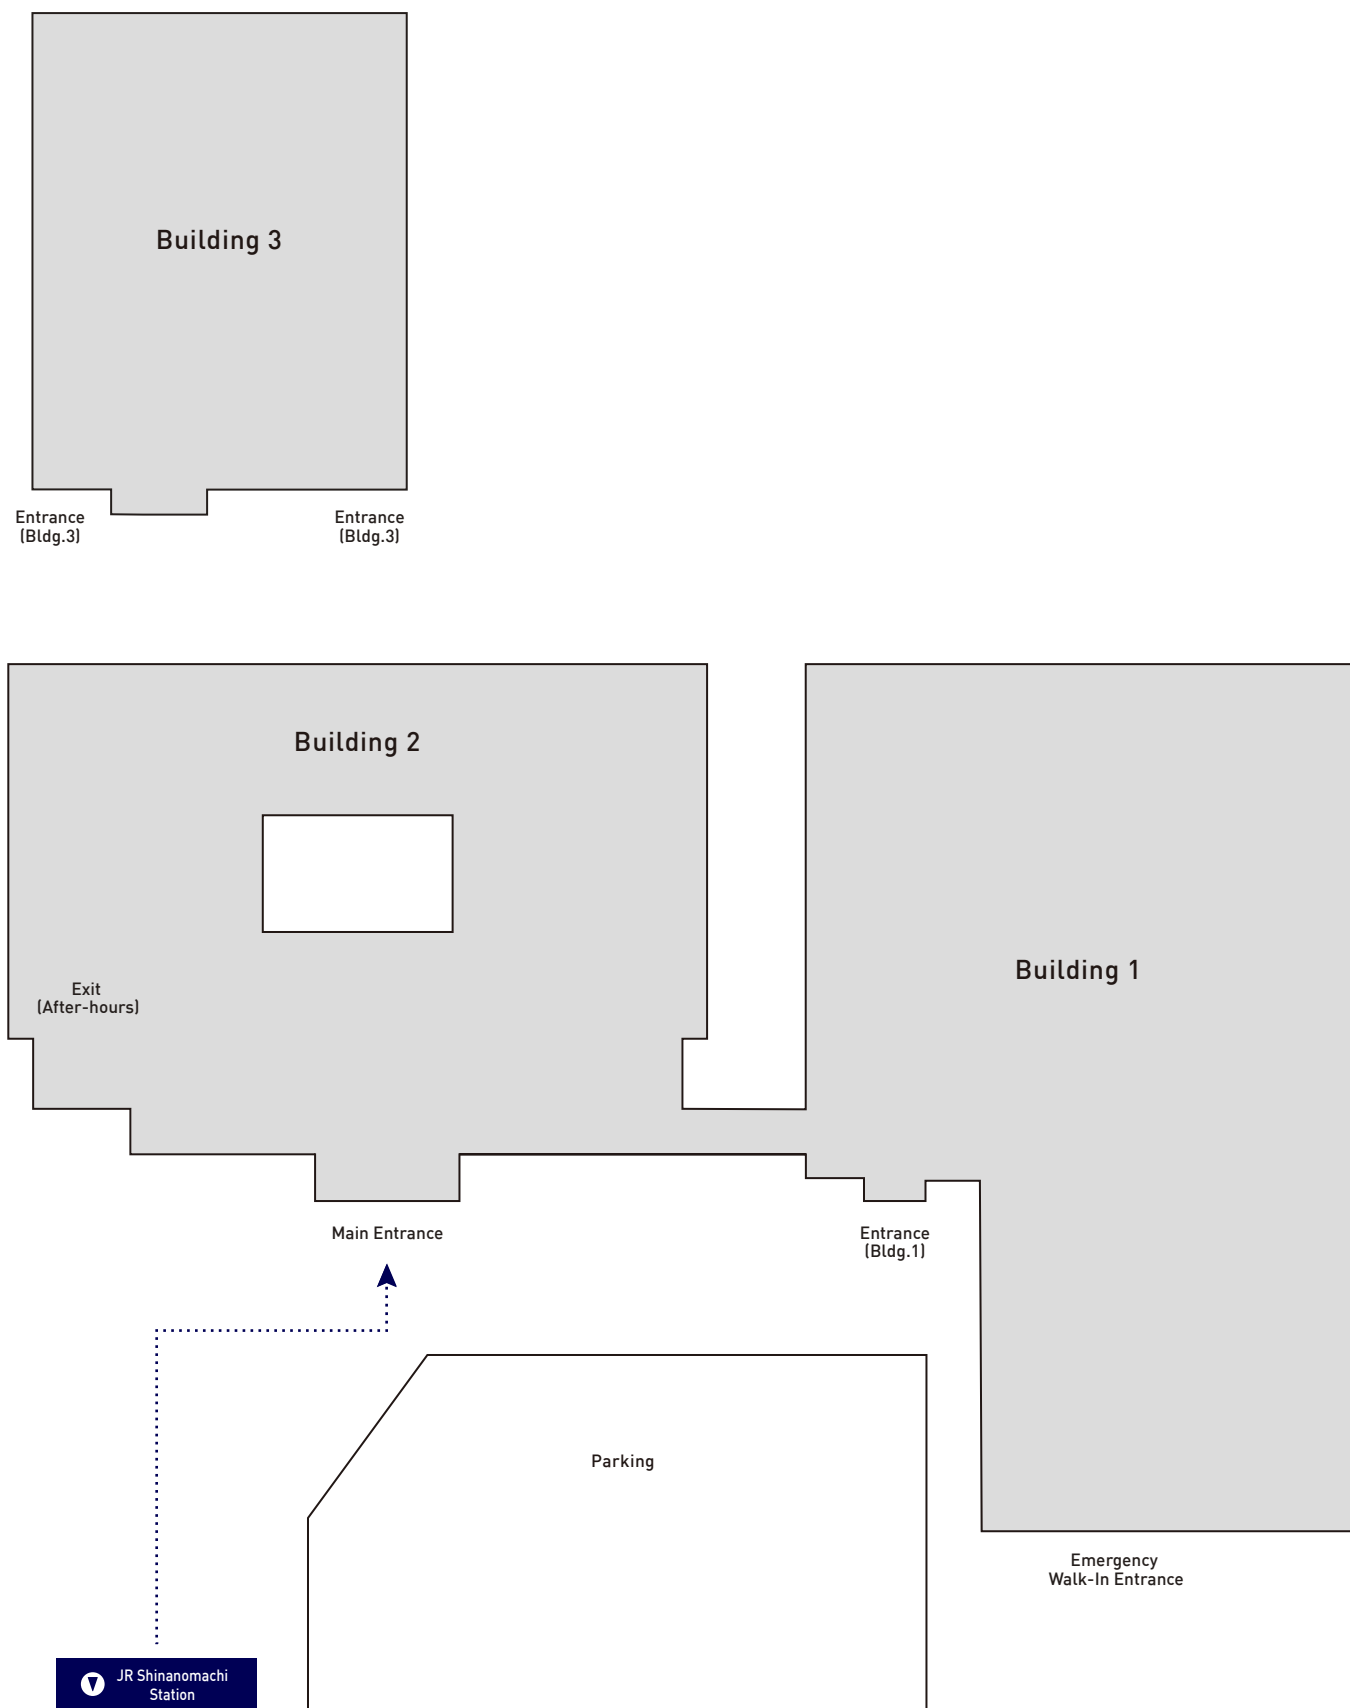 Building 3
Entrance
(Bldg.3)
Entrance
(Bldg.3)
Building 2
Building 1
Exit
(After-hours)
Main Entrance
Entrance
(Bldg.1)
Parking
Emergency
Walk-In Entrance
JR Shinanomachi
Station